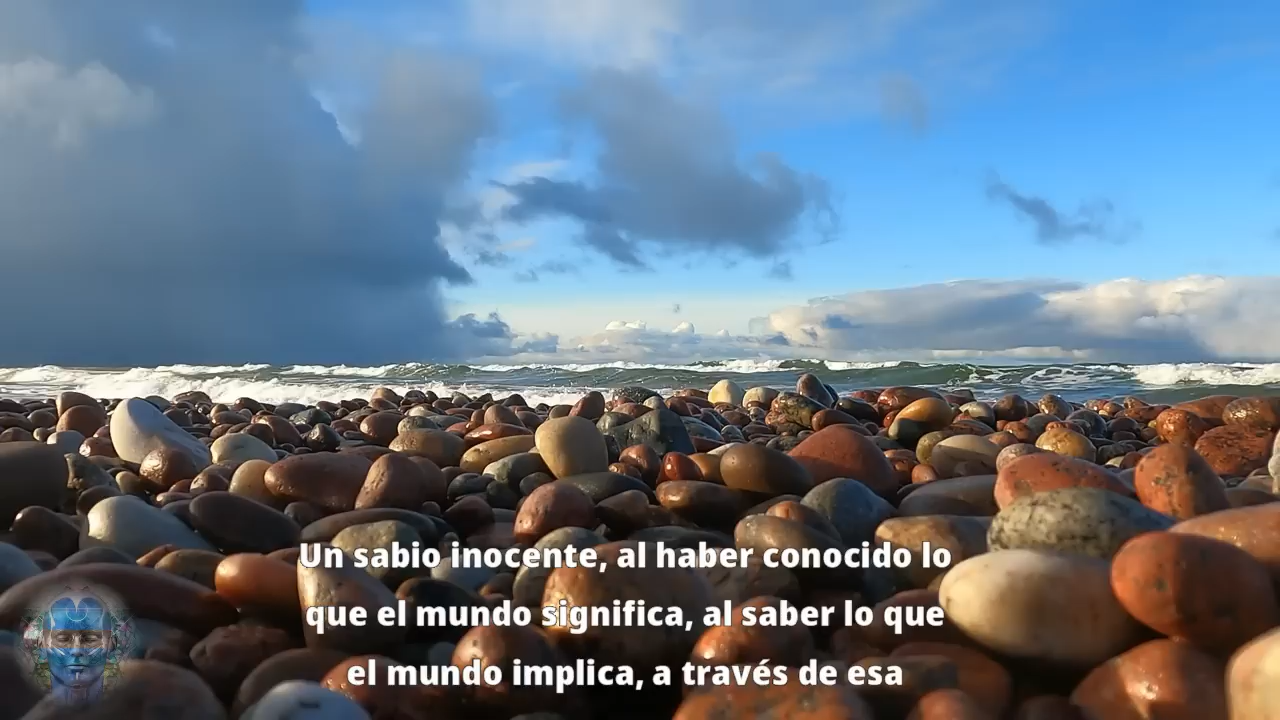 Un sabio inocente, al haber conocido lo
que el mundo significa, al saber lo que
el mundo implica, a través de esa